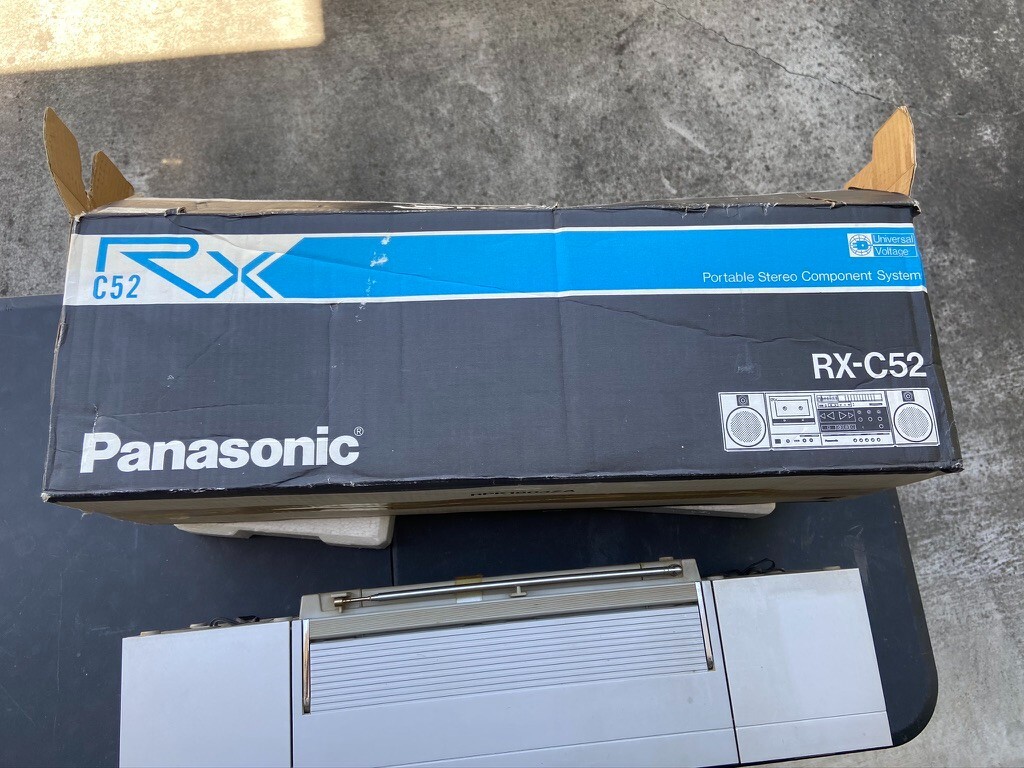 RX
C52
Universal
Voltage
Portable Stereo Component System
RX-C52
Panasonic®